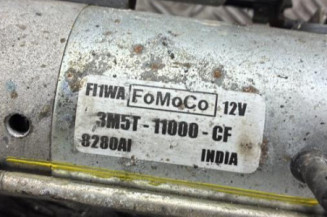 F11WA FoMoCo 12V
3M5T-11000-CF
8280AI INDIA